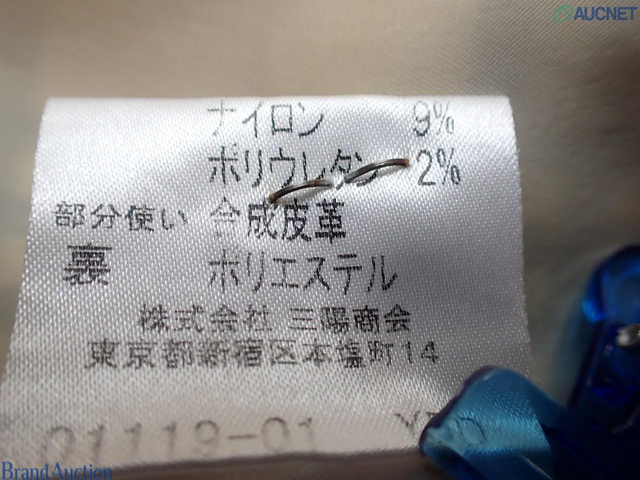 AUCNET
ナイロン 9%
ポリウレタン 2%
部分使い 合成皮革
裏 ポリエステル
株式会社 三陽商会
東京都新宿区本塩町14
01119-01
Brand Auction